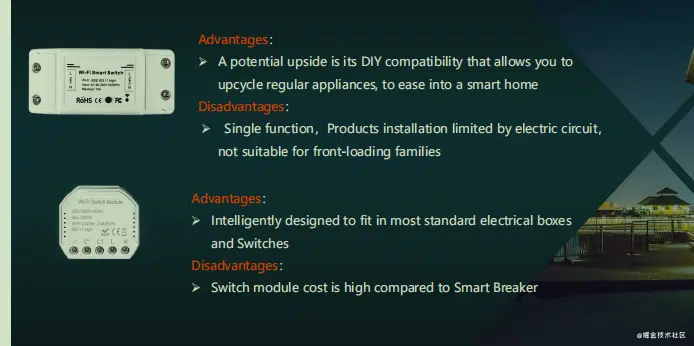 Advantages：
➢ A potential upside is its DIY compatibility that allows you to
upcycle regular appliances, to ease into a smart home
Disadvantages：
➢ Single function，Products installation limited by electric circuit,
not suitable for front-loading families
Wi-Fi Smart Switch
RoHS CE FC
Advantages：
➢ Intelligently designed to fit in most standard electrical boxes
and Switches
Disadvantages：
➢ Switch module cost is high compared to Smart Breaker
Wi-Fi Switch Module
L N
@掘金技术社区